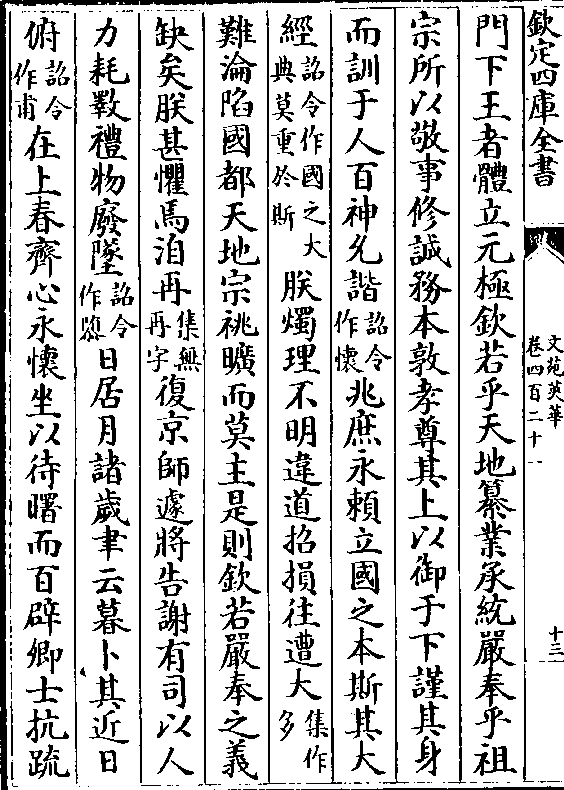 欽定四庫全書
文苑英華
卷四百二十一
十三
門下王者體立元極欽若乎天地纂業承統嚴奉乎祖
宗所以敬事修誠務本敦孝尊其上以御于下謹其身
而訓于人百神允諧詔令作懷兆庶永賴立國之本斯其大
經詔令作國之大典莫重於斯朕燭理不明違道招損往遭大集作多
難淪陷國都天地宗祧曠而莫主是則欽若嚴奉之義
缺矣朕甚懼焉洎再集無再字復京師遽將告謝有司以人
力耗斁禮物廢墜詔令作隳日居月諸歲聿云暮卜其近日
俯詔令作甫在上春齊心永懷坐以待曙而百辟卿士抗疏